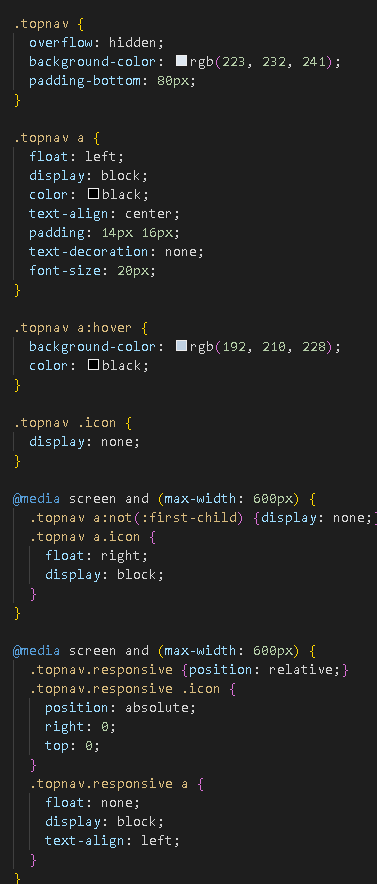 .topnav {
  overflow: hidden;
  background-color: rgb(223, 232, 241);
  padding-bottom: 80px;
}

.topnav a {
  float: left;
  display: block;
  color: black;
  text-align: center;
  padding: 14px 16px;
  text-decoration: none;
  font-size: 20px;
}

.topnav a:hover {
  background-color: rgb(192, 210, 228);
  color: black;
}

.topnav .icon {
  display: none;
}

@media screen and (max-width: 600px) {
  .topnav a:not(:first-child) {display: none;}
  .topnav a.icon {
    float: right;
    display: block;
  }
}

@media screen and (max-width: 600px) {
  .topnav.responsive {position: relative;}
  .topnav.responsive .icon {
    position: absolute;
    right: 0;
    top: 0;
  }
  .topnav.responsive a {
    float: none;
    display: block;
    text-align: left;
  }
}